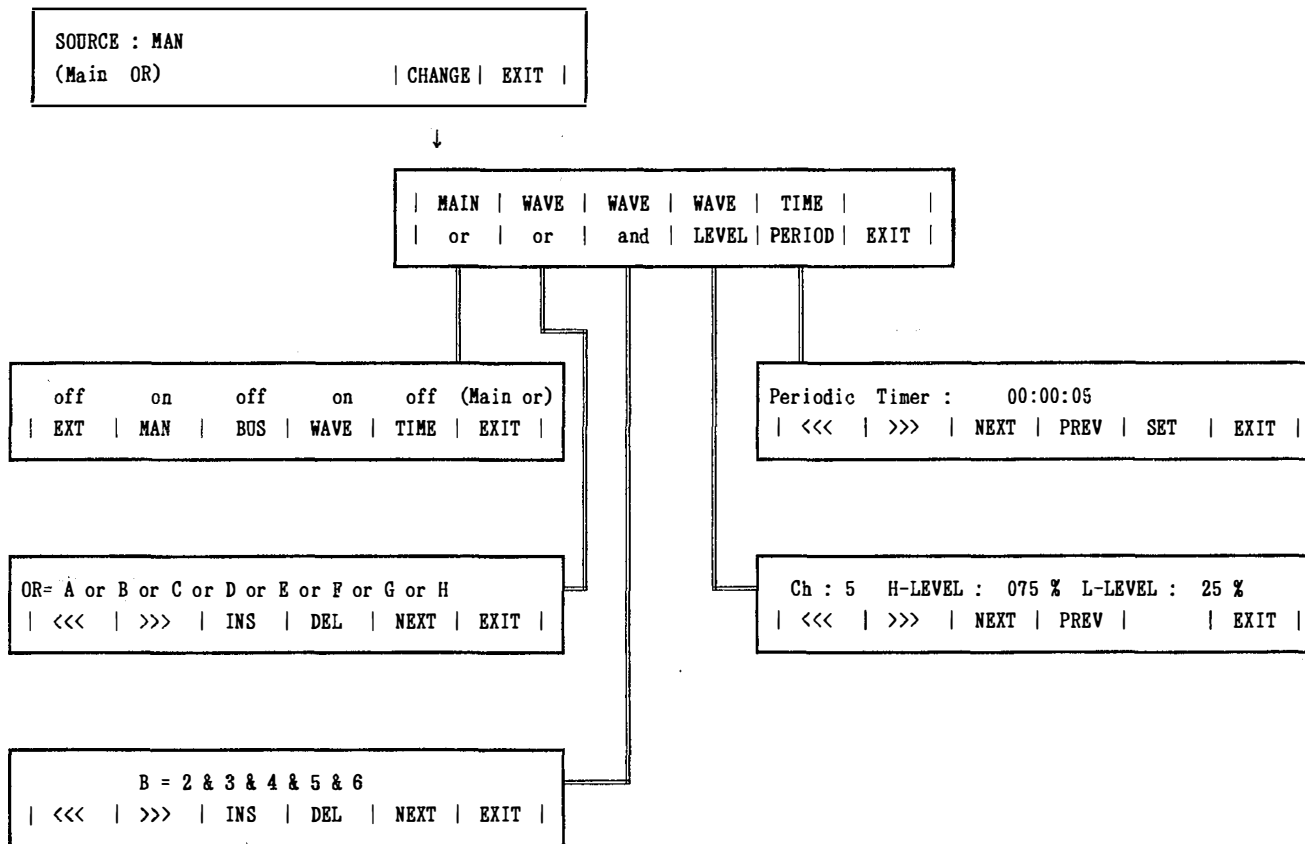 SOURCE : MAN
(Main OR) | CHANGE | EXIT |
↓
| MAIN | WAVE | WAVE | WAVE | TIME | |
| or | or | and | LEVEL | PERIOD | EXIT |
off on off on off (Main or)
| EXT | MAN | BUS | WAVE | TIME | EXIT |
Periodic Timer : 00:00:05
| <<< | >>> | NEXT | PREV | SET | EXIT |
OR= A or B or C or D or E or F or G or H
| <<< | >>> | INS | DEL | NEXT | EXIT |
Ch : 5 H-LEVEL : 075 % L-LEVEL : 25 %
| <<< | >>> | NEXT | PREV | | EXIT |
B = 2 & 3 & 4 & 5 & 6
| <<< | >>> | INS | DEL | NEXT | EXIT |